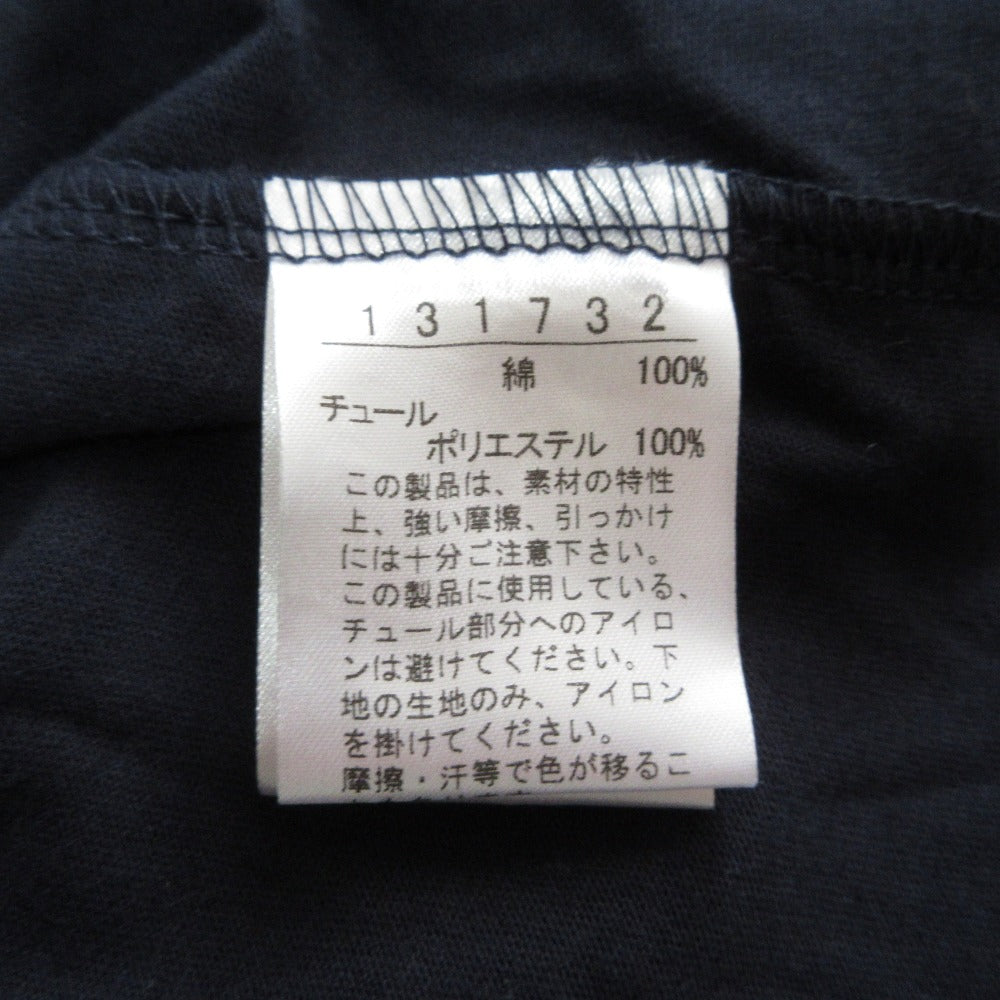 131732
綿 100%
チュール
ポリエステル 100%
この製品は、素材の特性
上、強い摩擦、引っかけ
には十分ご注意下さい。
この製品に使用している、
チュール部分へのアイロ
ンは避けてください。下
地の生地のみ、アイロン
を掛けてください。
摩擦・汗等で色が移るこ